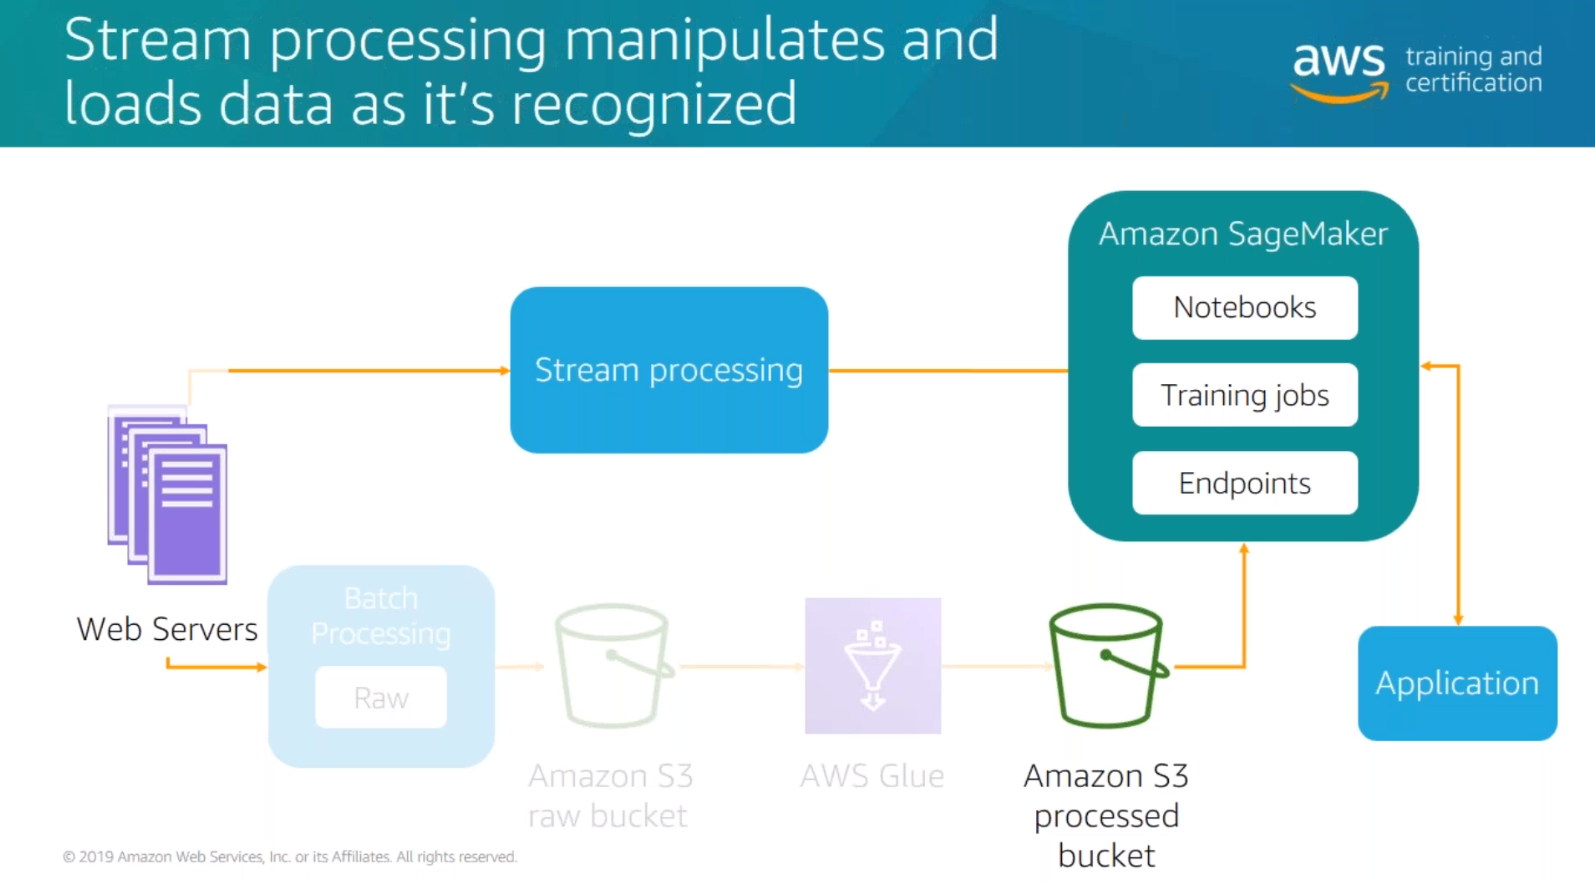 Stream processing manipulates and
loads data as it's recognized
aws training and
certification
Amazon SageMaker
Notebooks
Training jobs
Endpoints
Stream processing
Web Servers
Batch
Processing
Raw
Amazon S3
raw bucket
AWS Glue
Amazon S3
processed
bucket
Application
© 2019 Amazon Web Services, Inc. or its Affiliates. All rights reserved.